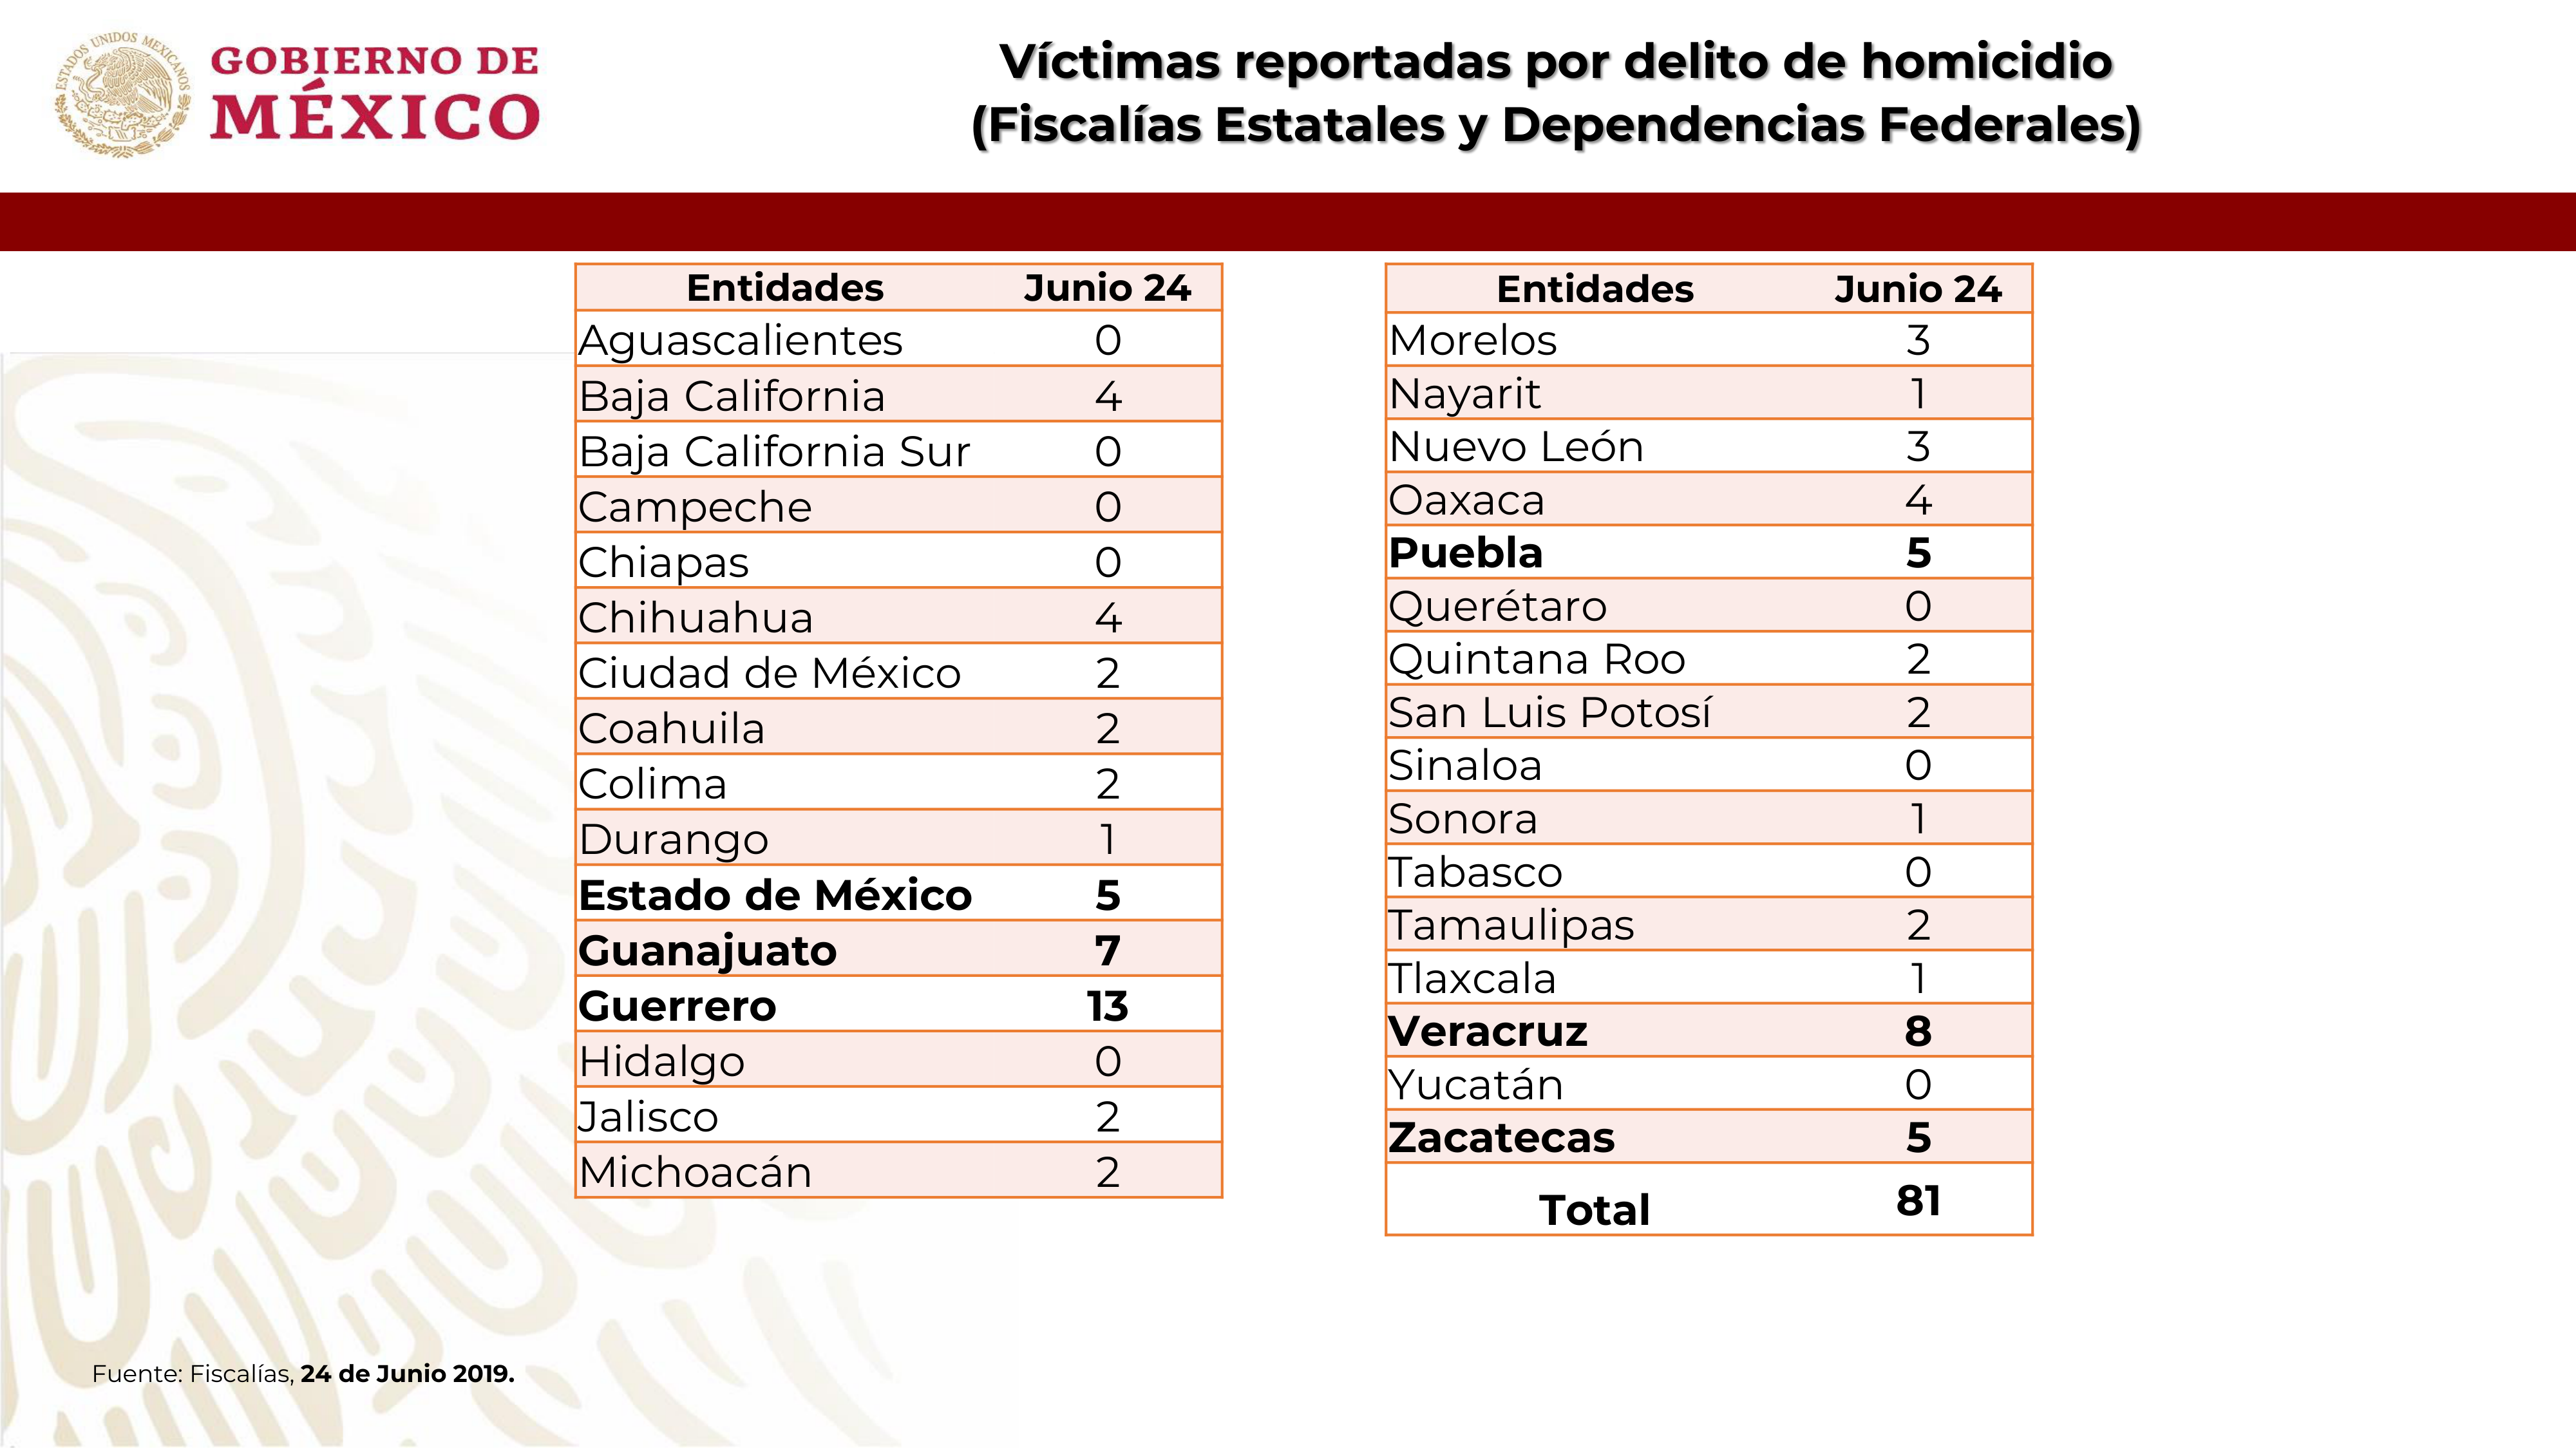 ESTADOS UNIDOS MEXICANOS
GOBIERNO DE
MÉXICO
Víctimas reportadas por delito de homicidio
(Fiscalías Estatales y Dependencias Federales)
Entidades Junio 24
Aguascalientes 0
Baja California 4
Baja California Sur 0
Campeche 0
Chiapas 0
Chihuahua 4
Ciudad de México 2
Coahuila 2
Colima 2
Durango 1
Estado de México 5
Guanajuato 7
Guerrero 13
Hidalgo 0
Jalisco 2
Michoacán 2
Entidades Junio 24
Morelos 3
Nayarit 1
Nuevo León 3
Oaxaca 4
Puebla 5
Querétaro 0
Quintana Roo 2
San Luis Potosí 2
Sinaloa 0
Sonora 1
Tabasco 0
Tamaulipas 2
Tlaxcala 1
Veracruz 8
Yucatán 0
Zacatecas 5
Total 81
Fuente: Fiscalías, 24 de Junio 2019.